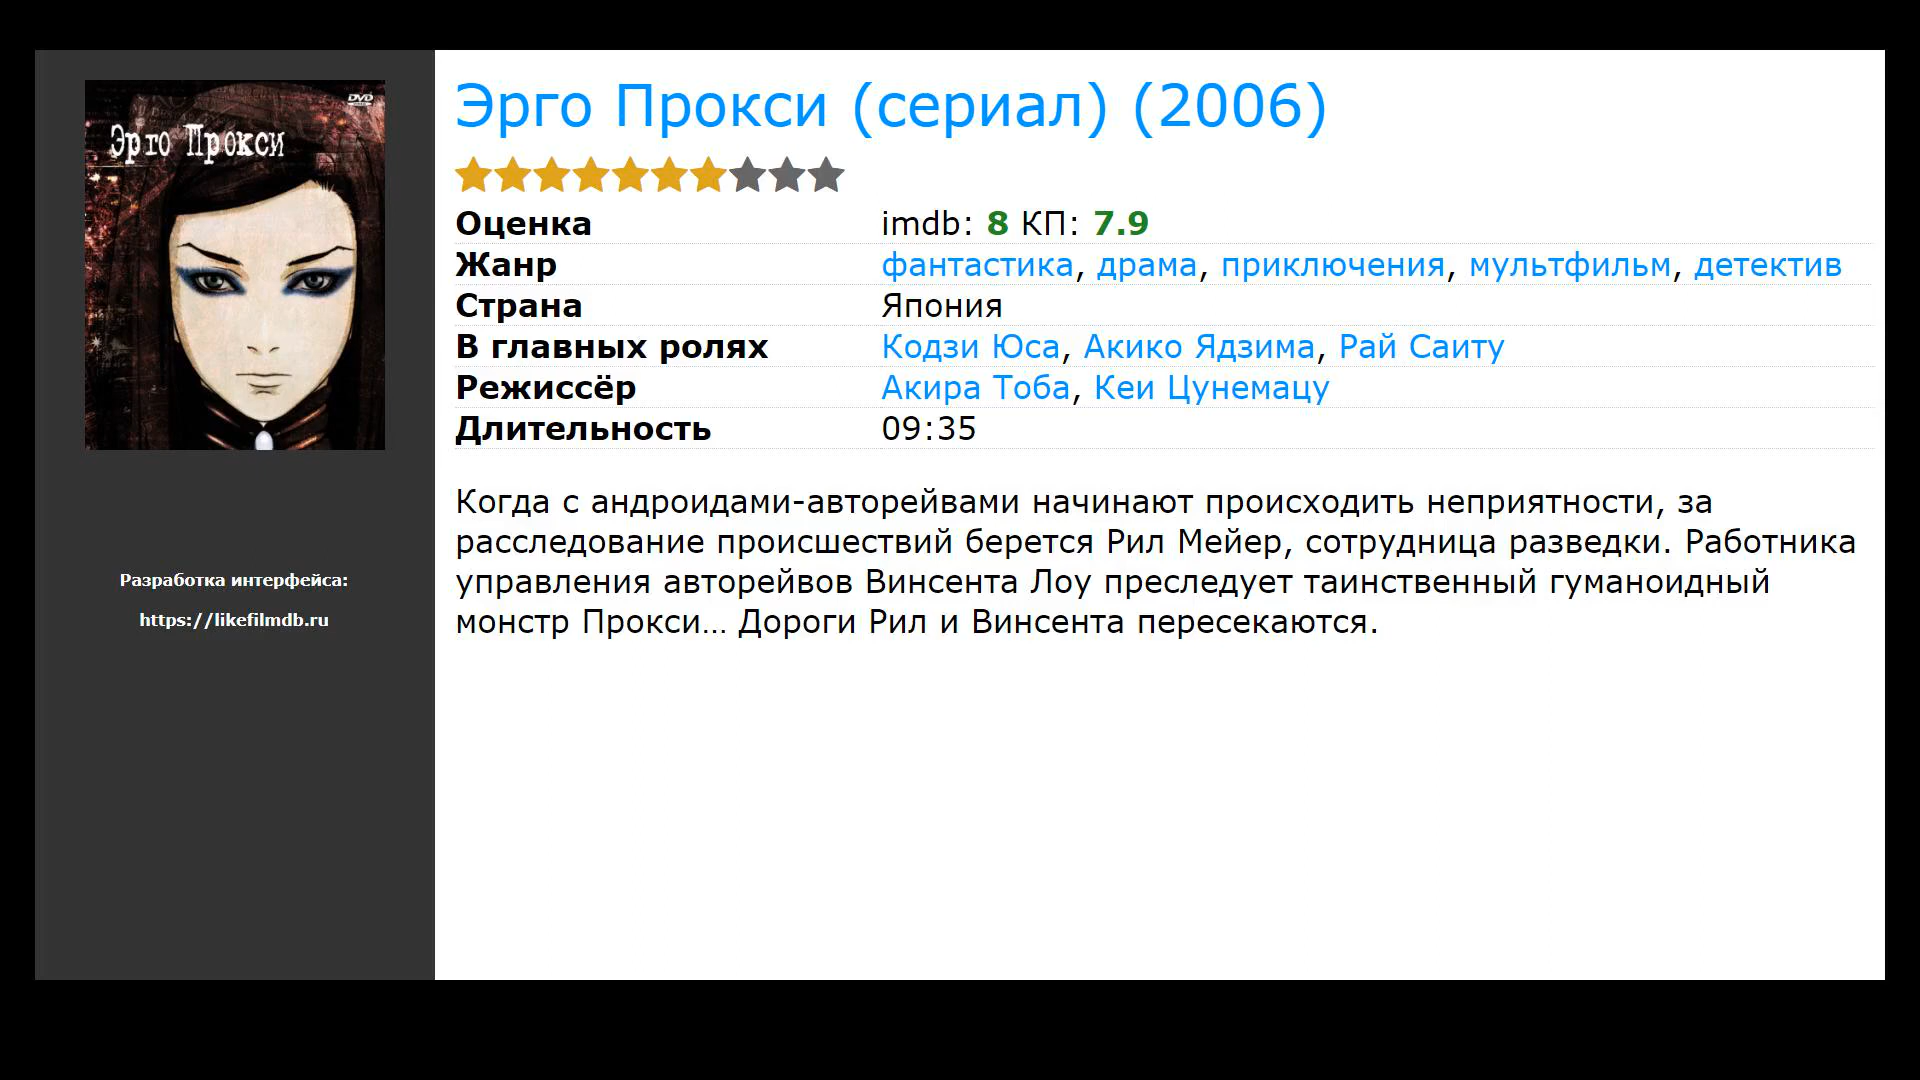 DVD
Эрго Прокси
Разработка интерфейса:
https://likefilmdb.ru
Эрго Прокси (сериал) (2006)
Оценка imdb: 8 КП: 7.9
Жанр фантастика, драма, приключения, мультфильм, детектив
Страна Япония
В главных ролях Кодзи Юса, Акико Ядзима, Рай Саиту
Режиссёр Акира Тоба, Кеи Цунемацу
Длительность 09:35
Когда с андроидами-авторейвами начинают происходить неприятности, за
расследование происшествий берется Рил Мейер, сотрудница разведки. Работника
управления авторейвов Винсента Лоу преследует таинственный гуманоидный
монстр Прокси... Дороги Рил и Винсента пересекаются.